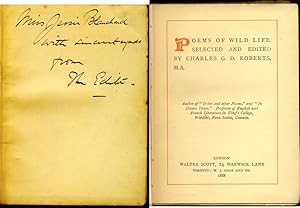 Miss Jessie Blanchard
with sincere regards
from
The Editor.
POEMS OF WILD LIFE.
SELECTED AND EDITED
BY CHARLES G. D. ROBERTS,
M.A.
Author of "Orion and other Poems," and "In
Divers Tones." Professor of English and
French Literature in King's College,
Windsor, Nova Scotia, Canada.
LONDON
WALTER SCOTT, 24 WARWICK LANE
TORONTO: W. J. GAGE AND CO.
1888